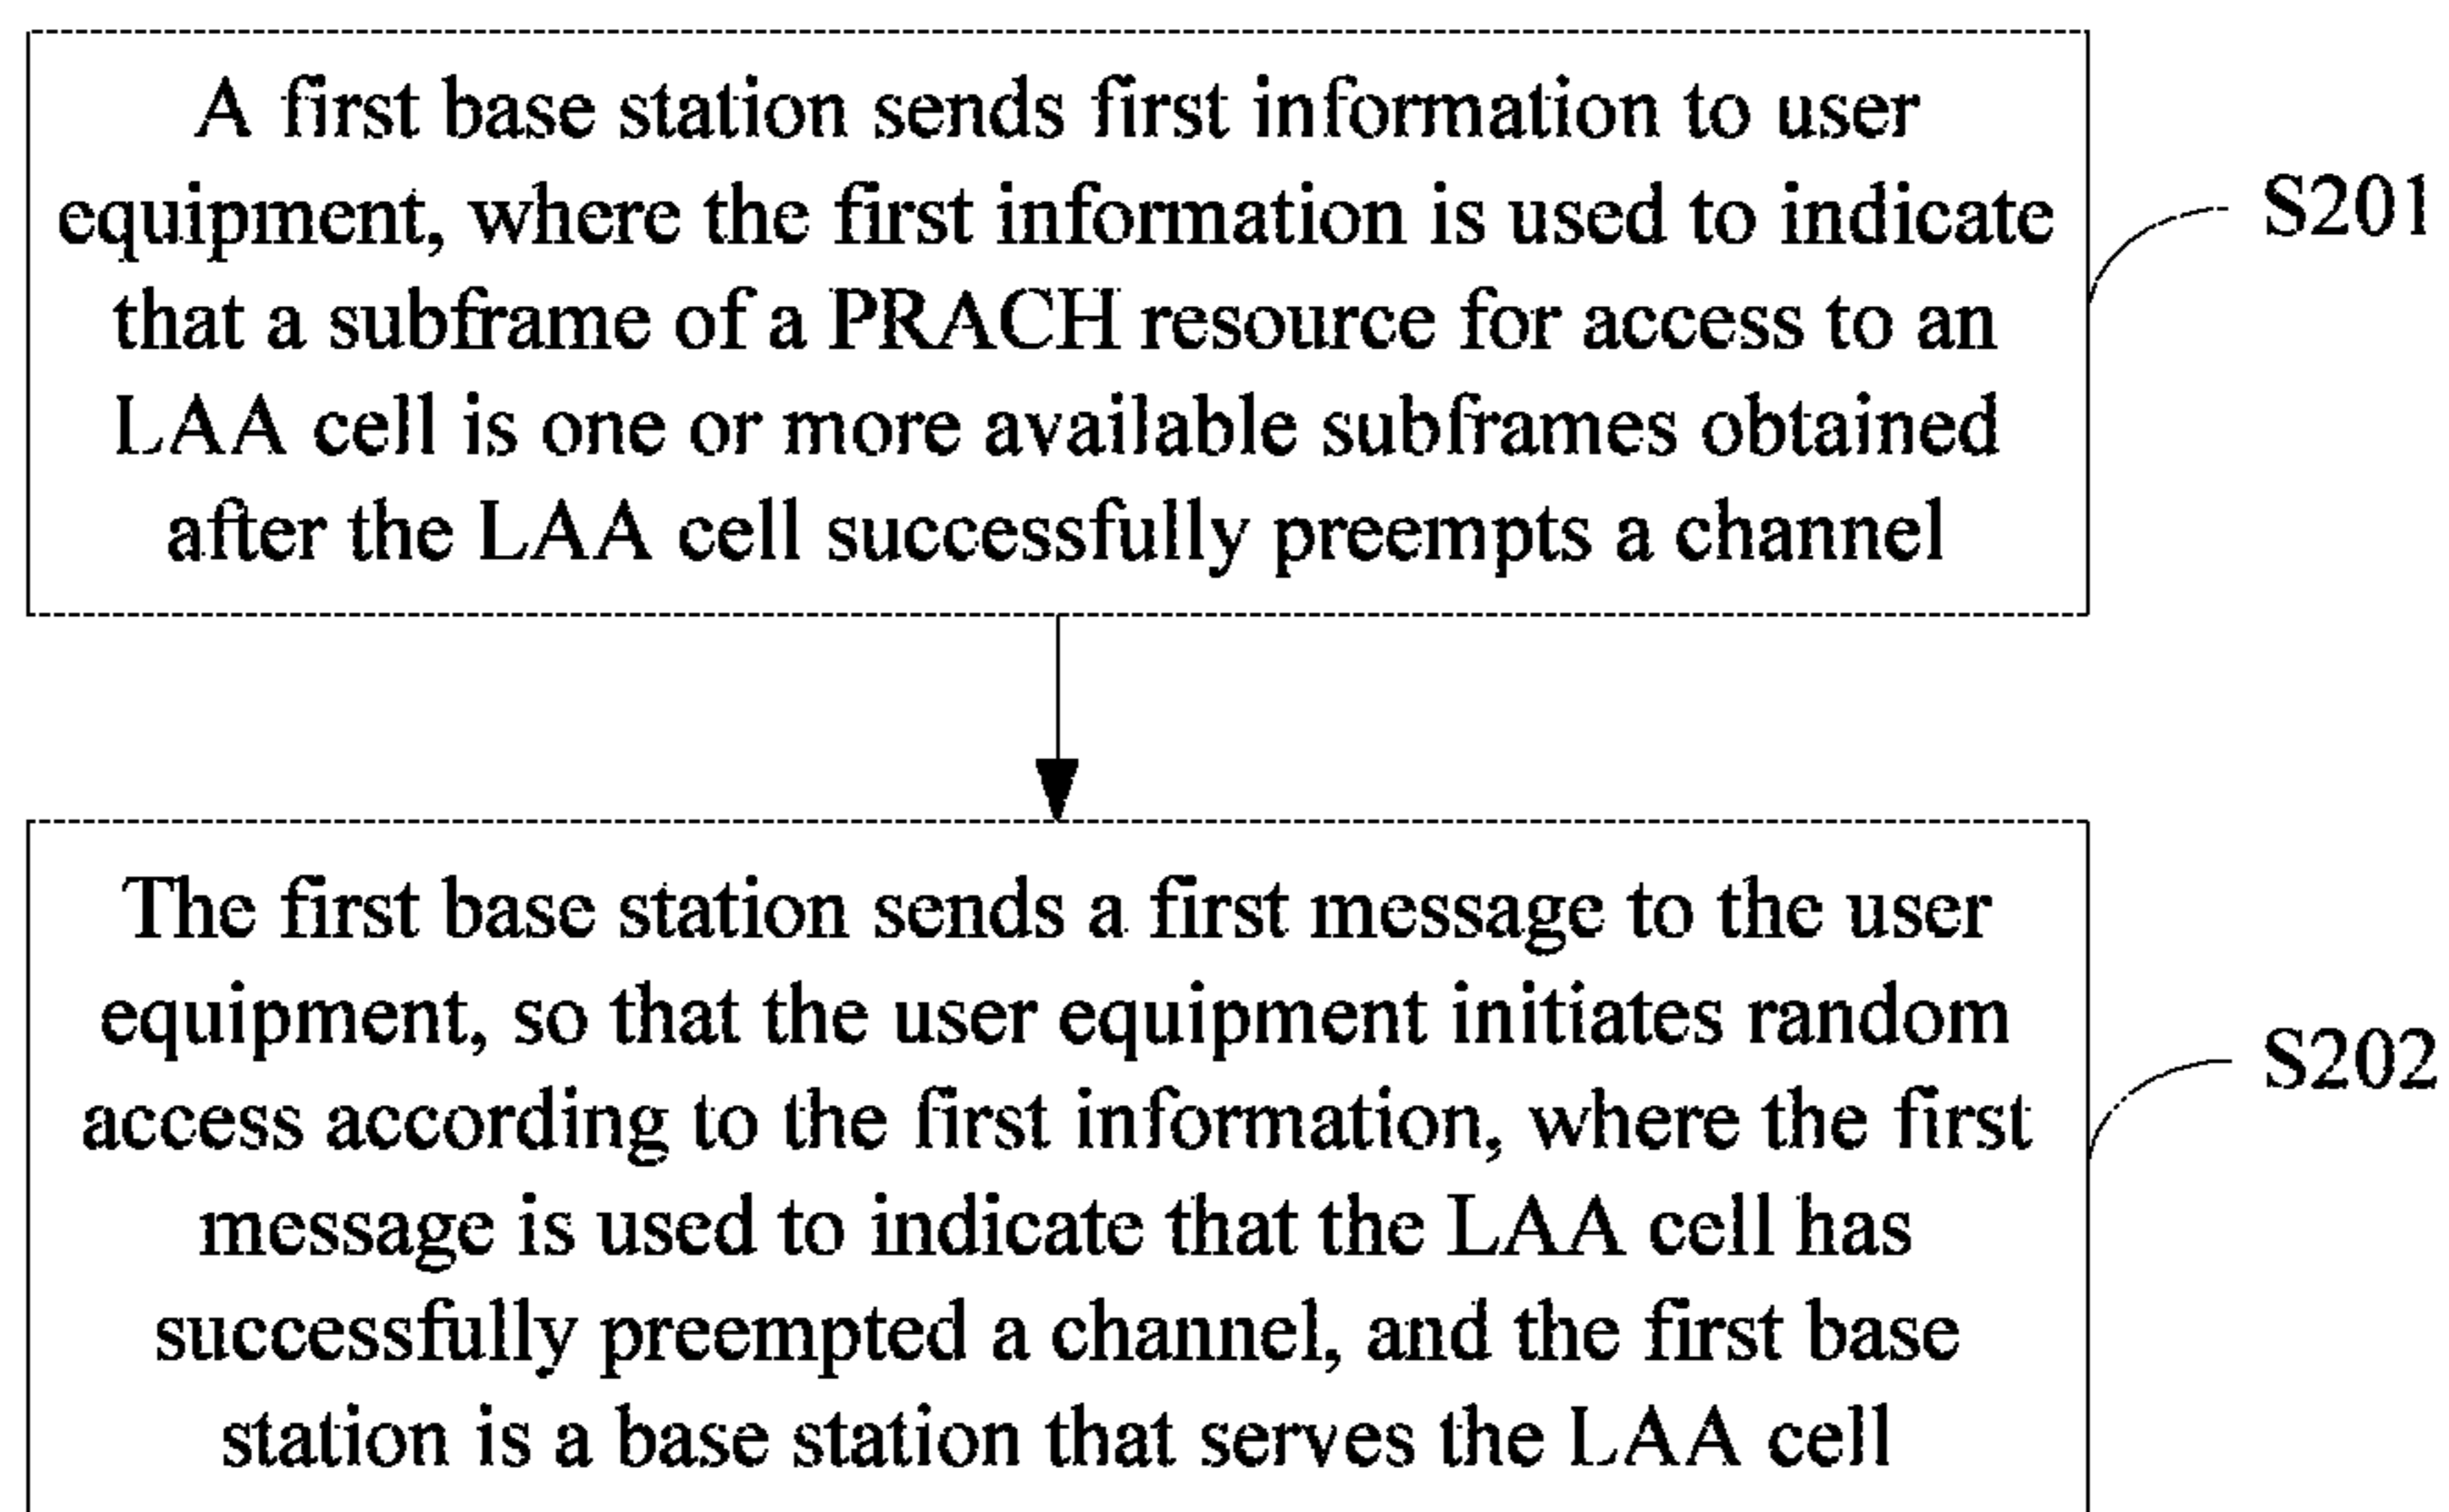 A first base station sends first information to user
equipment, where the first information is used to indicate
that a subframe of a PRACH resource for access to an
LAA cell is one or more available subframes obtained
after the LAA cell successfully preempts a channel
S201
The first base station sends a first message to the user
equipment, so that the user equipment initiates random
access according to the first information, where the first
message is used to indicate that the LAA cell has
successfully preempted a channel, and the first base
station is a base station that serves the LAA cell
S202